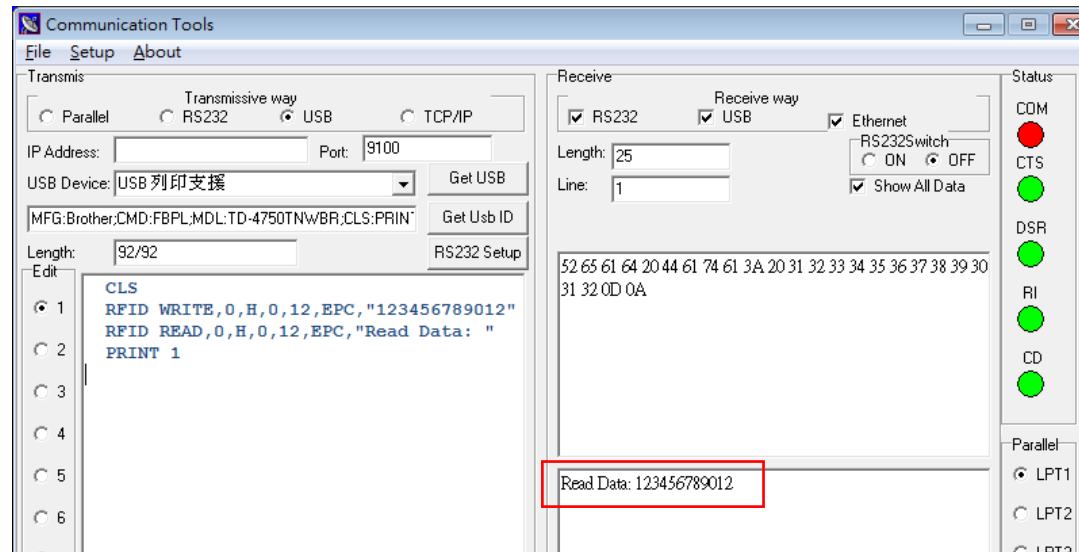 Communication Tools
File Setup About
Transmis
Transmissive way
Parallel RS232 USB TCP/IP
IP Address: Port: 9100
USB Device: USB 列印支援 Get USB
MFG:Brother;CMD:FBPL;MDL:TD-4750TNWBR;CLS:PRIN Get Usb ID
Length: 92/92 RS232 Setup
Edit
1
2
3
4
5
6
CLS
RFID WRITE,0,H,0,12,EPC,"123456789012"
RFID READ,0,H,0,12,EPC,"Read Data: "
PRINT 1
Receive
Receive way
RS232 USB Ethernet
Length: 25
RS232Switch
ON OFF
Line: 1
Show All Data
52 65 61 64 20 44 61 74 61 3A 20 31 32 33 34 35 36 37 38 39 30
31 32 0D 0A
Read Data: 123456789012
Status
COM
CTS
DSR
RI
CD
Parallel
LPT1
LPT2